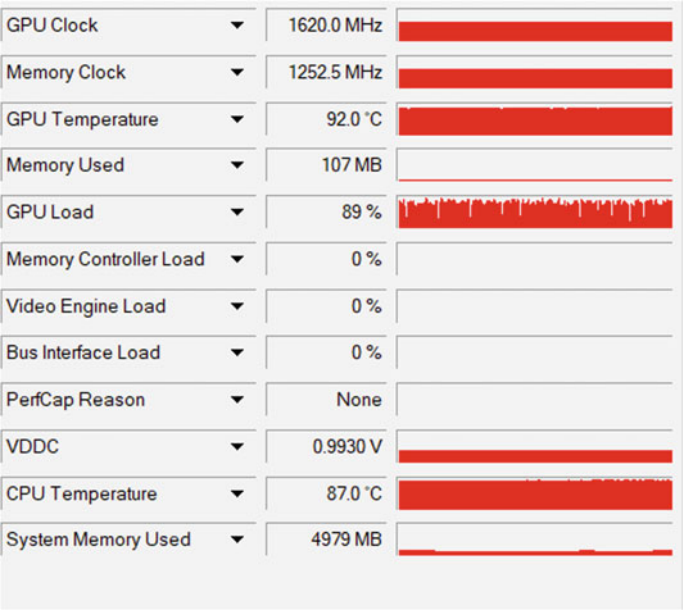 GPU Clock 1620.0 MHz
Memory Clock 1252.5 MHz
GPU Temperature 92.0 °C
Memory Used 107 MB
GPU Load 89 %
Memory Controller Load 0 %
Video Engine Load 0 %
Bus Interface Load 0 %
PerfCap Reason None
VDDC 0.9930 V
CPU Temperature 87.0 °C
System Memory Used 4979 MB